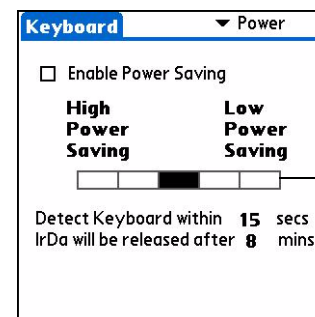 Keyboard Power
Enable Power Saving
High Low
Power Power
Saving Saving
Detect Keyboard within 15 secs
IrDa will be released after 8 mins